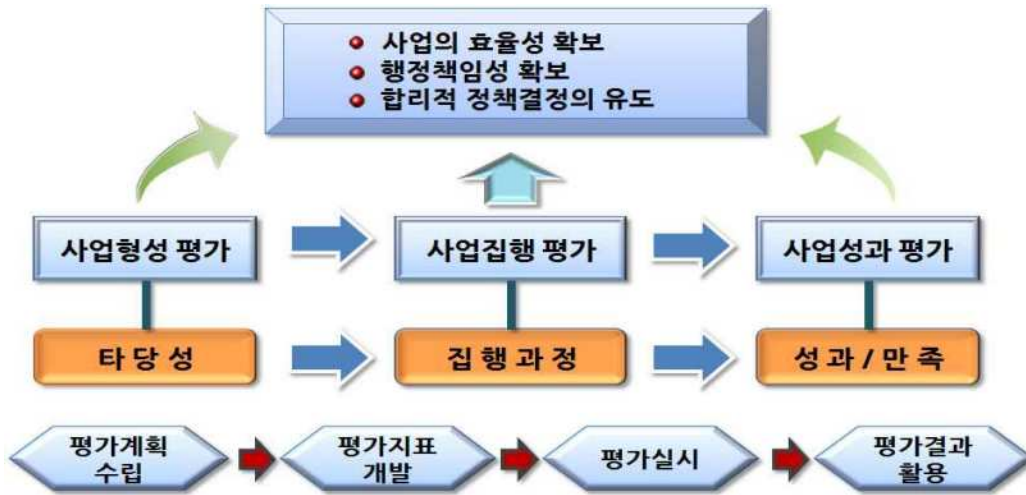 사업의 효율성 확보
행정책임성 확보
합리적 정책결정의 유도
사업형성 평가
사업집행 평가
사업성과 평가
타 당 성
집 행 과 정
성 과 / 만 족
평가계획
수립
평가지표
개발
평가실시
평가결과
활용